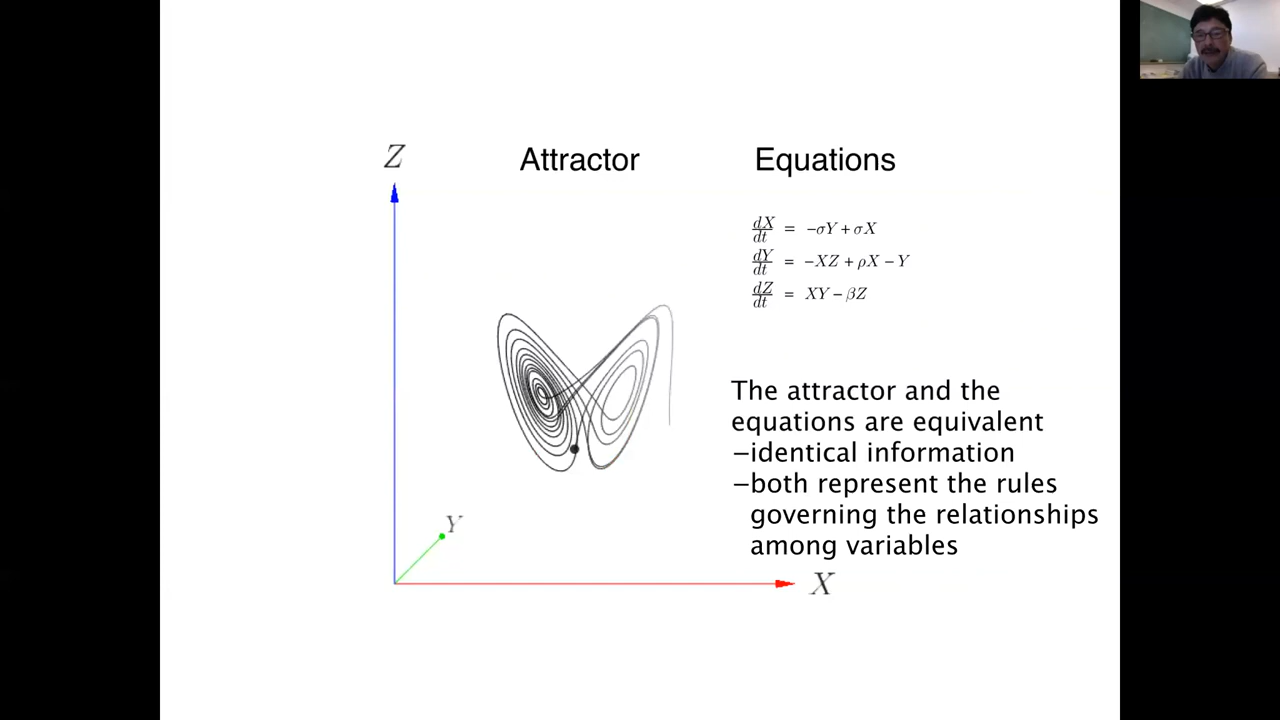 Z
Attractor
Equations
dX/dt = −σY + σX
dY/dt = −XZ + ρX − Y
dZ/dt = XY − βZ
The attractor and the
equations are equivalent
−identical information
−both represent the rules
governing the relationships
among variables
Y
X